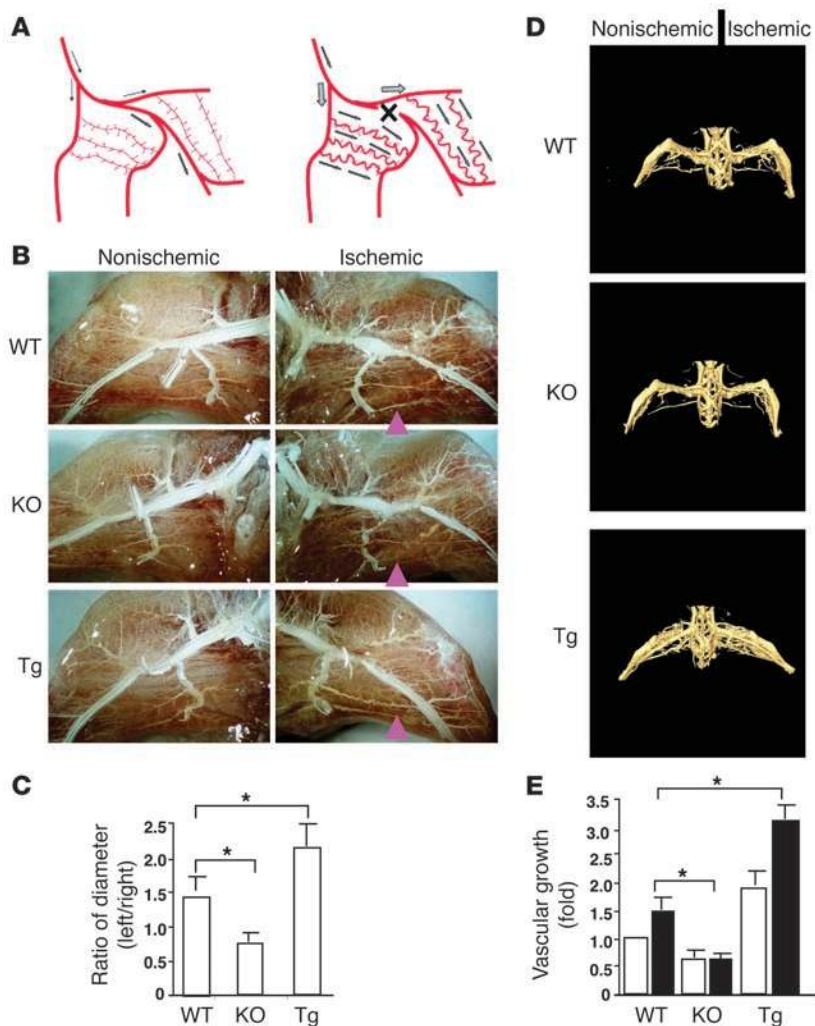 A
B
Nonischemic Ischemic
WT
KO
Tg
C
Ratio of diameter
(left/right)
2.5
2.0
1.5
1.0
0.5
0.0
*
*
WT KO Tg
D
Nonischemic Ischemic
WT
KO
Tg
E
Vascular growth
(fold)
3.5
3.0
2.5
2.0
1.5
1.0
0.5
0.0
*
*
WT KO Tg